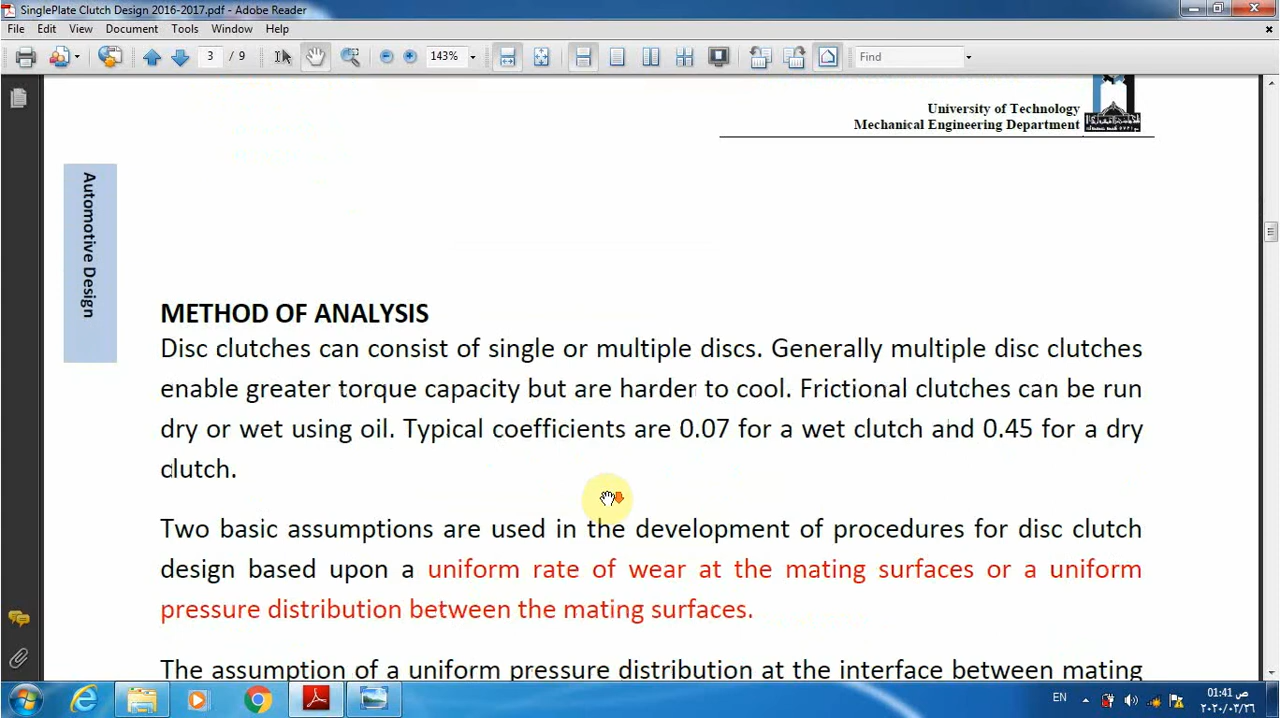 SinglePlate Clutch Design 2016-2017.pdf - Adobe Reader
File Edit View Document Tools Window Help
3 / 9 143% Find
University of Technology
Mechanical Engineering Department
Automotive Design
METHOD OF ANALYSIS
Disc clutches can consist of single or multiple discs. Generally multiple disc clutches
enable greater torque capacity but are harder to cool. Frictional clutches can be run
dry or wet using oil. Typical coefficients are 0.07 for a wet clutch and 0.45 for a dry
clutch.
Two basic assumptions are used in the development of procedures for disc clutch
design based upon a uniform rate of wear at the mating surfaces or a uniform
pressure distribution between the mating surfaces.
The assumption of a uniform pressure distribution at the interface between mating
EN
01:41 ص
٢٠٢٠/٠٣/٢٦